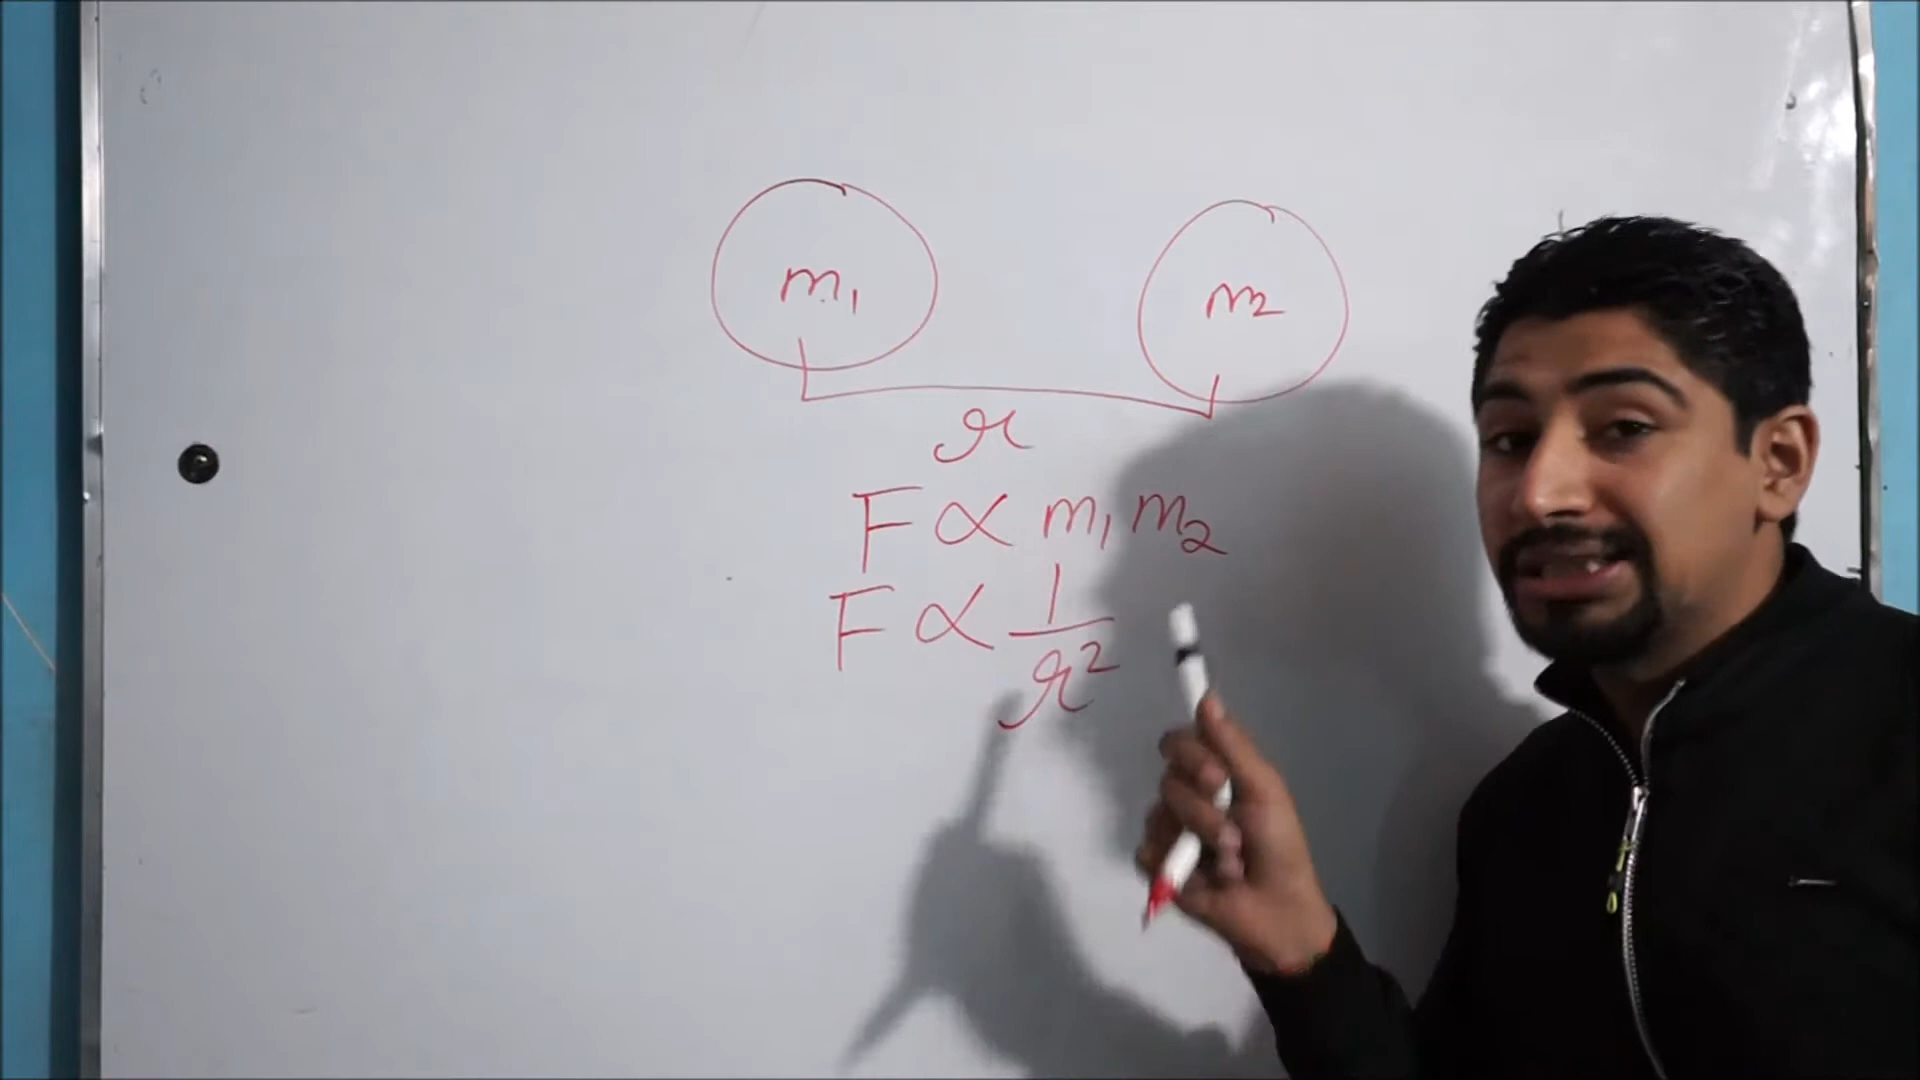 m₁ m₂
r
F ∝ m₁ m₂
F ∝ 1/r²